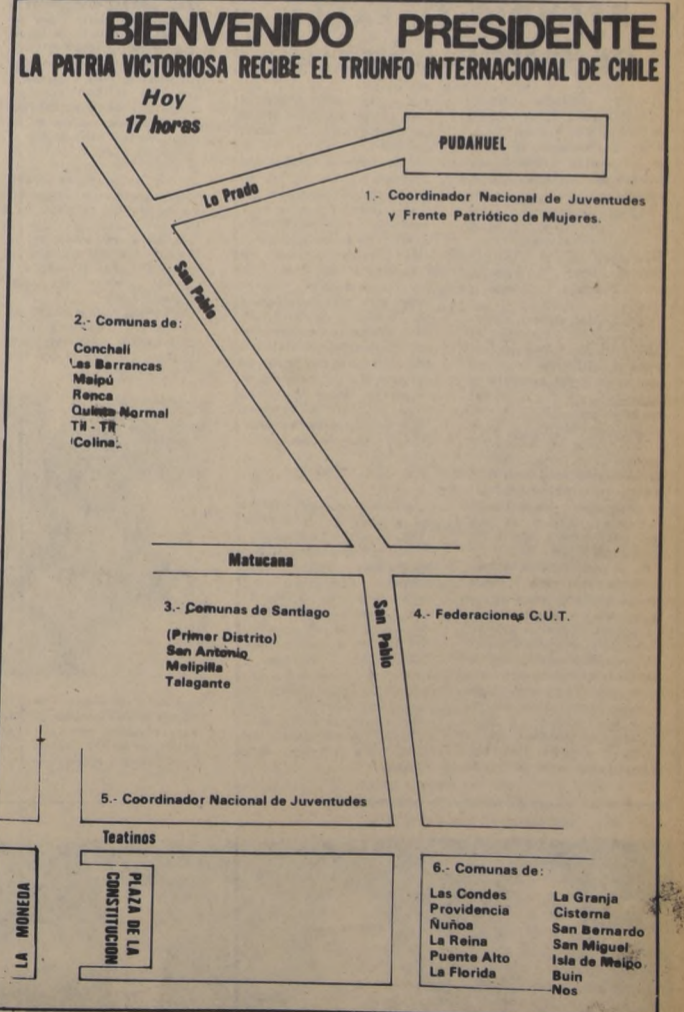 BIENVENIDO PRESIDENTE
LA PATRIA VICTORIOSA RECIBE EL TRIUNFO INTERNACIONAL DE CHILE
Hoy
17 horas
PUDAHUEL
Lo Prado
1.- Coordinador Nacional de Juventudes
y Frente Patriótico de Mujeres.
San Pablo
2.- Comunas de:
Conchalí
Las Barrancas
Maipú
Renca
Quinta Normal
Til - Til
Colina
Matucana
3.- Comunas de Santiago
(Primer Distrito)
San Antonio
Melipilla
Talagante
San Pablo
4.- Federaciones C.U.T.
5.- Coordinador Nacional de Juventudes
Teatinos
LA MONEDA
PLAZA DE LA
CONSTITUCION
6.- Comunas de:
Las Condes
Providencia
Ñuñoa
La Reina
Puente Alto
La Florida
La Granja
Cisterna
San Bernardo
San Miguel
Isla de Maipo
Buin
Nos